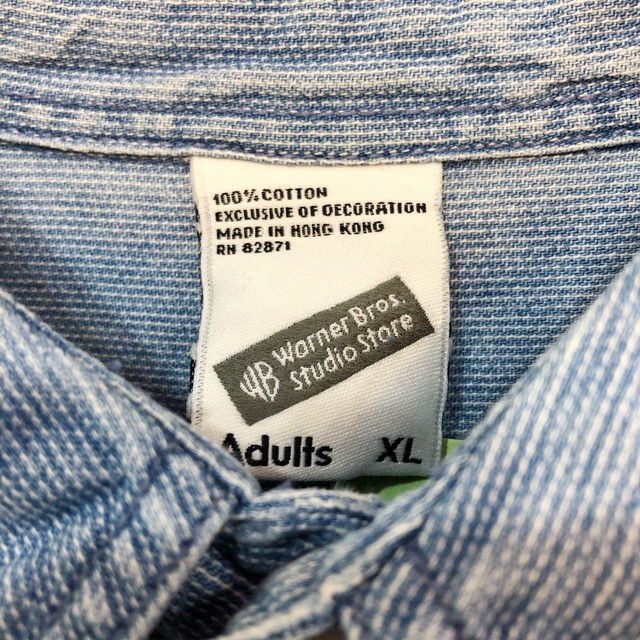 100% COTTON
EXCLUSIVE OF DECORATION
MADE IN HONG KONG
RN 82871
WB Warner Bros.
Studio Store
Adults XL